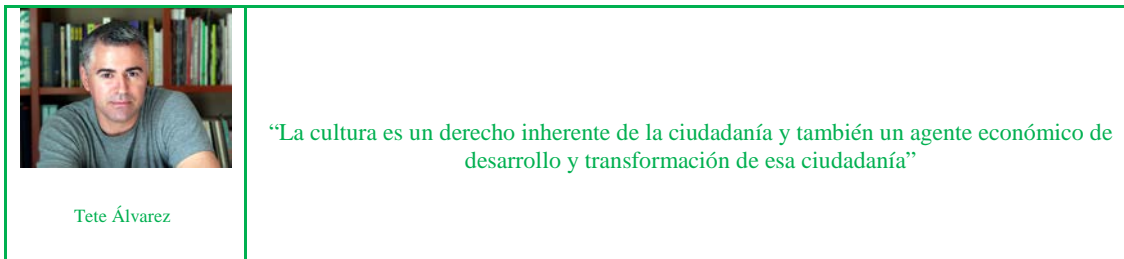 “La cultura es un derecho inherente de la ciudadanía y también un agente económico de
desarrollo y transformación de esa ciudadanía”
Tete Álvarez